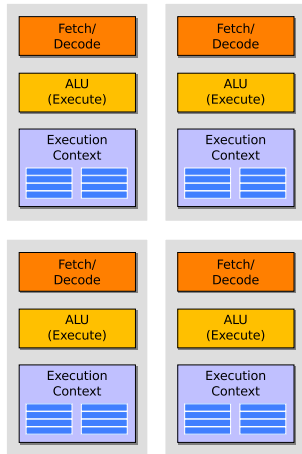 Fetch/
Decode
ALU
(Execute)
Execution
Context
Fetch/
Decode
ALU
(Execute)
Execution
Context
Fetch/
Decode
ALU
(Execute)
Execution
Context
Fetch/
Decode
ALU
(Execute)
Execution
Context